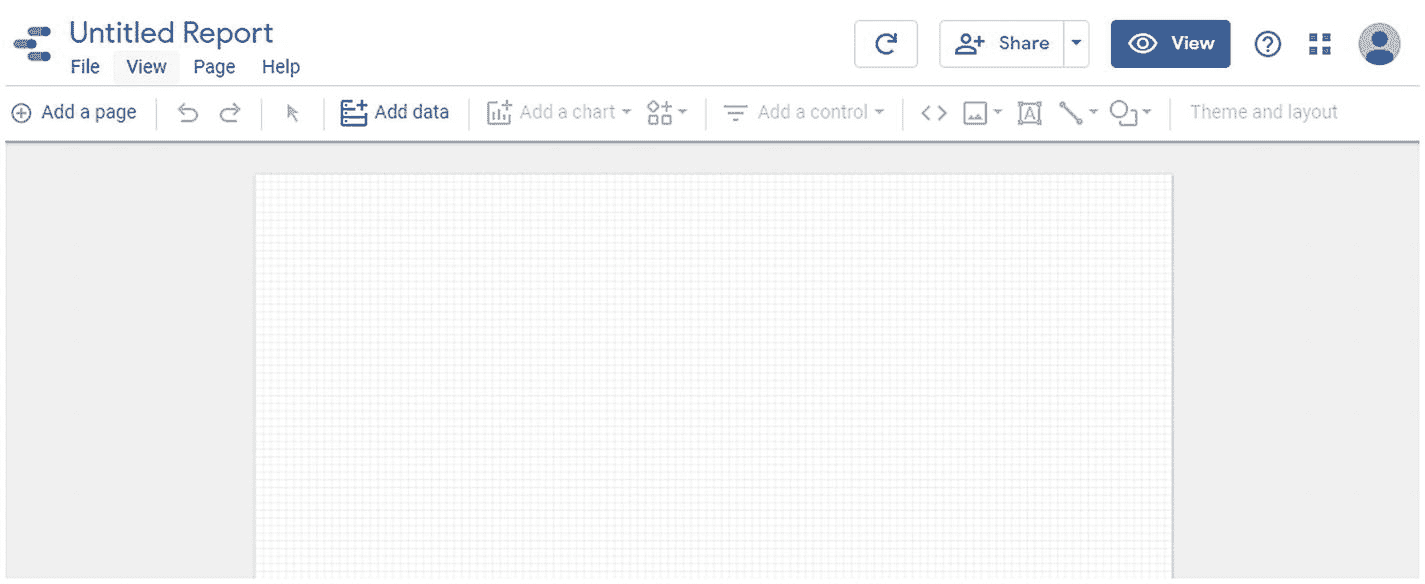 Untitled Report
Share
View
File View Page Help
Add a page
Add data
Add a chart
Add a control
A
Theme and layout